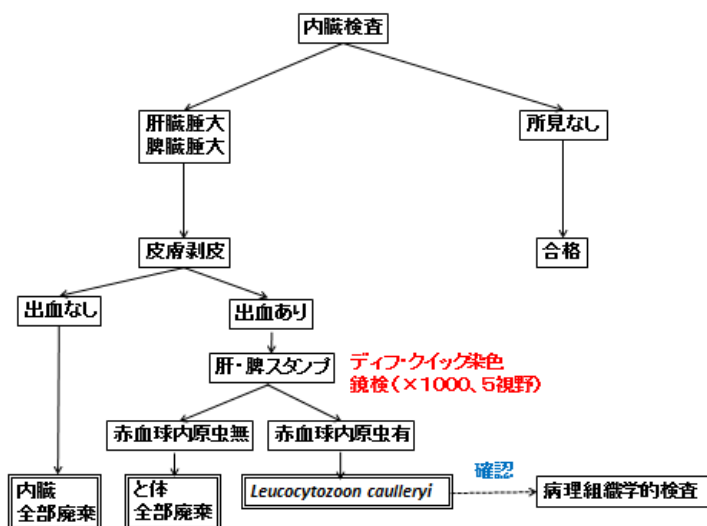 内臓検査
肝臓腫大
脾臓腫大
所見なし
皮膚剥皮
合格
出血なし
出血あり
肝・脾スタンプ
ディフ・クイック染色
鏡検(×1000、5視野)
赤血球内原虫無
赤血球内原虫有
内臓
全部廃棄
と体
全部廃棄
Leucocytozoon caulleryi
確認
病理組織学的検査